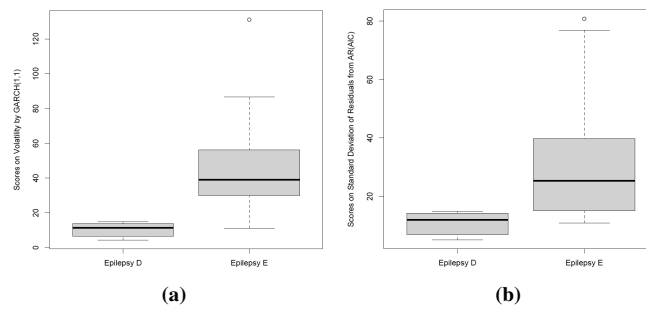 Scores on Volatility by GARCH(1,1)
120
100
80
60
40
20
0
Epilepsy D
Epilepsy E
(a)
Scores on Standard Deviation of Residuals from AR(AIC)
80
60
40
20
Epilepsy D
Epilepsy E
(b)